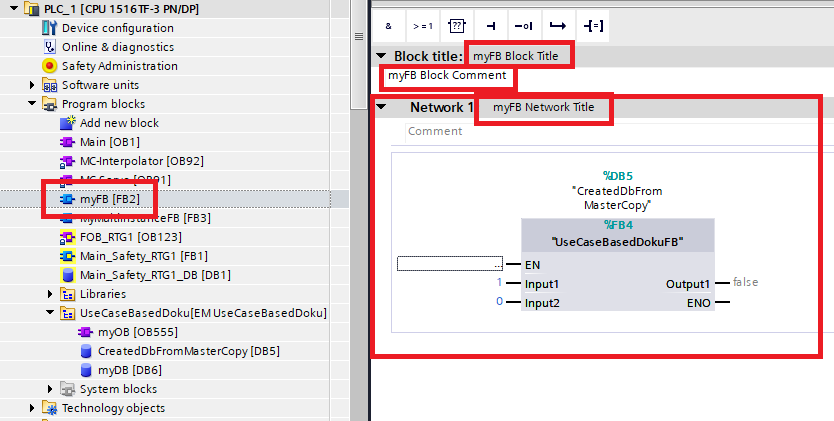 PLC_1 [CPU 1516TF-3 PN/DP]
Device configuration
Online & diagnostics
Safety Administration
Software units
Program blocks
Add new block
Main [OB1]
MC-Interpolator [OB92]
MC-Servo [OB91]
myFB [FB2]
MyMultiInstanceFB [FB3]
FOB_RTG1 [OB123]
Main_Safety_RTG1 [FB1]
Main_Safety_RTG1_DB [DB1]
Libraries
UseCaseBasedDoku[EM UseCaseBasedDoku]
myOB [OB555]
CreatedDbFromMasterCopy [DB5]
myDB [DB6]
System blocks
Technology objects
& >=1 [??] -[=]
Block title: myFB Block Title
myFB Block Comment
Network 1 myFB Network Title
Comment
%DB5
"CreatedDbFrom
MasterCopy"
%FB4
"UseCaseBasedDokuFB"
... EN
1 Input1 Output1 false
0 Input2 ENO